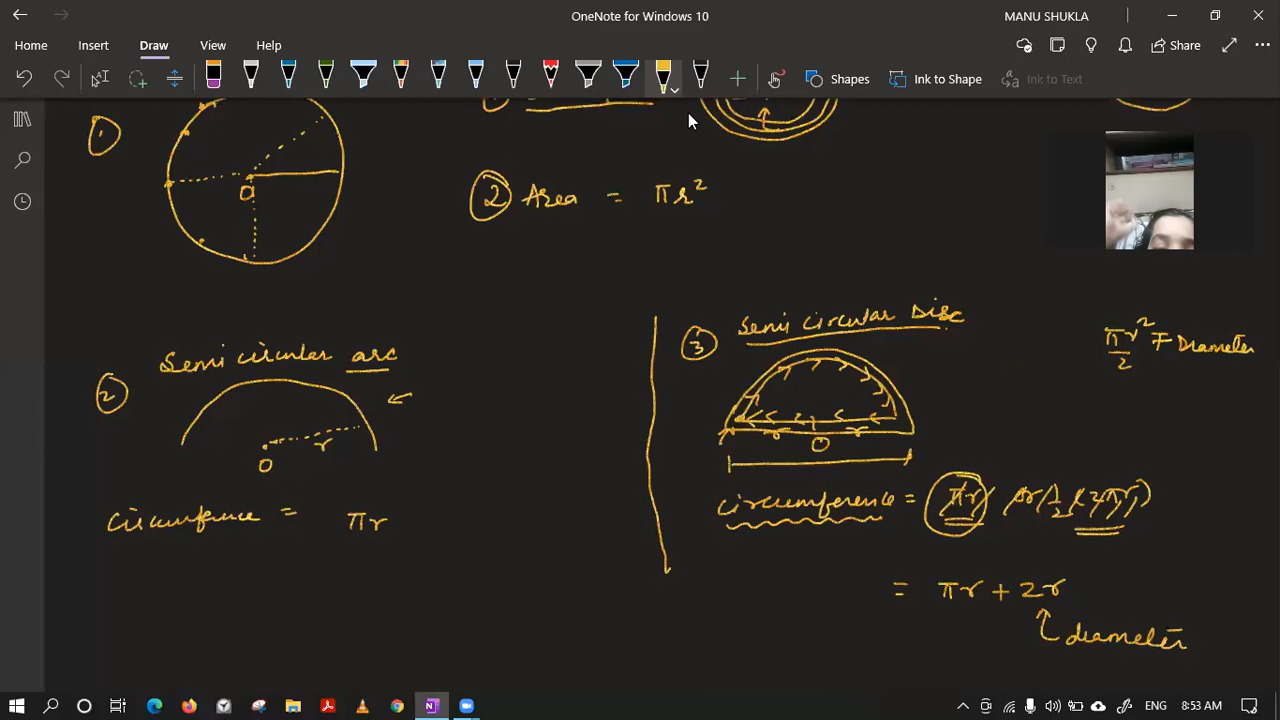 OneNote for Windows 10
MANU SHUKLA
Home Insert Draw View Help
Share
Shapes
Ink to Shape
Ink to Text
①
O
② Area = πr²
Semi circular arc
②
r
O
Circumference = πr
③ Semi circular Disc
r O r
Circumference = πr
= πr + 2r
diameter
πr²/2 + Diameter
ENG 8:53 AM